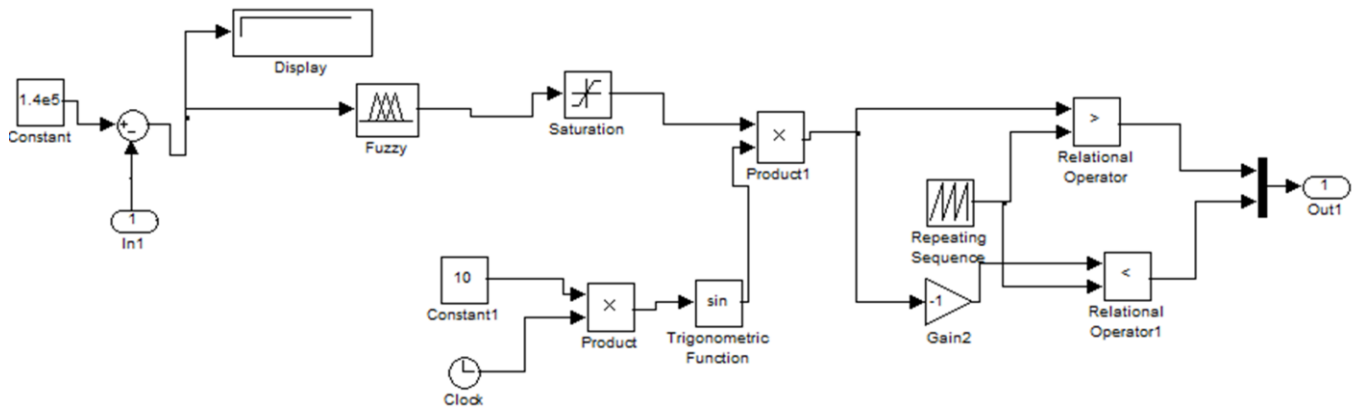 Display
1.4e5
Constant
Fuzzy
Saturation
×
Product1
>
Relational
Operator
1
In1
Repeating
Sequence
1
Out1
10
Constant1
×
Product
sin
Trigonometric
Function
-1
Gain2
<
Relational
Operator1
Clock